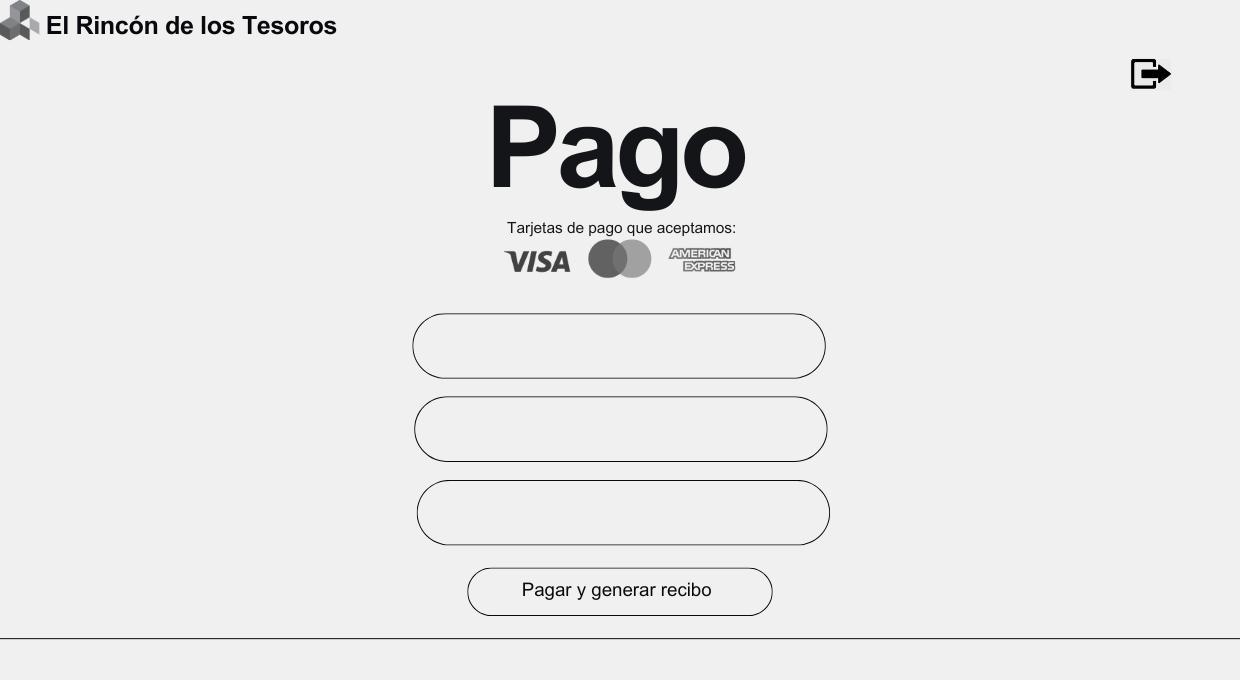 El Rincón de los Tesoros
Pago
Tarjetas de pago que aceptamos:
VISA
AMERICAN
EXPRESS
Pagar y generar recibo